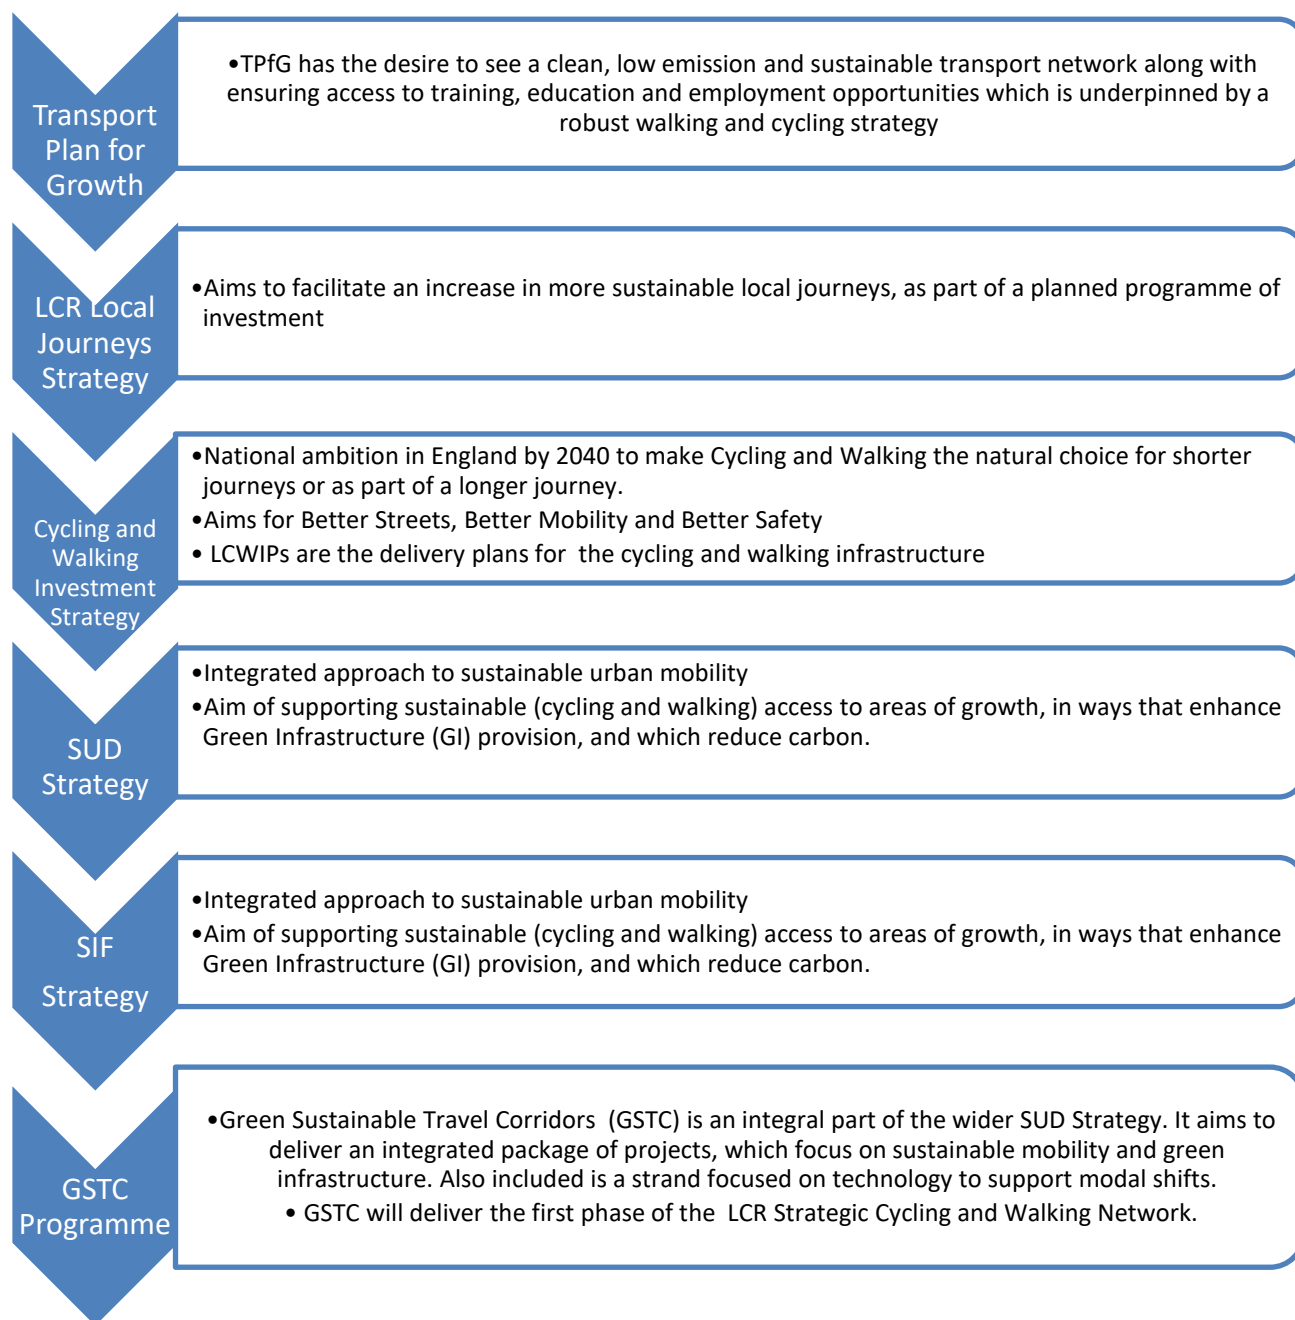 Transport
Plan for
Growth
•TPfG has the desire to see a clean, low emission and sustainable transport network along with
ensuring access to training, education and employment opportunities which is underpinned by a
robust walking and cycling strategy
LCR Local
Journeys
Strategy
•Aims to facilitate an increase in more sustainable local journeys, as part of a planned programme of
investment
Cycling and
Walking
Investment
Strategy
•National ambition in England by 2040 to make Cycling and Walking the natural choice for shorter
journeys or as part of a longer journey.
•Aims for Better Streets, Better Mobility and Better Safety
• LCWIPs are the delivery plans for  the cycling and walking infrastructure
SUD
Strategy
•Integrated approach to sustainable urban mobility
•Aim of supporting sustainable (cycling and walking) access to areas of growth, in ways that enhance
Green Infrastructure (GI) provision, and which reduce carbon.
SIF
Strategy
•Integrated approach to sustainable urban mobility
•Aim of supporting sustainable (cycling and walking) access to areas of growth, in ways that enhance
Green Infrastructure (GI) provision, and which reduce carbon.
GSTC
Programme
•Green Sustainable Travel Corridors  (GSTC) is an integral part of the wider SUD Strategy. It aims to
deliver an integrated package of projects, which focus on sustainable mobility and green
infrastructure. Also included is a strand focused on technology to support modal shifts.
• GSTC will deliver the first phase of the  LCR Strategic Cycling and Walking Network.